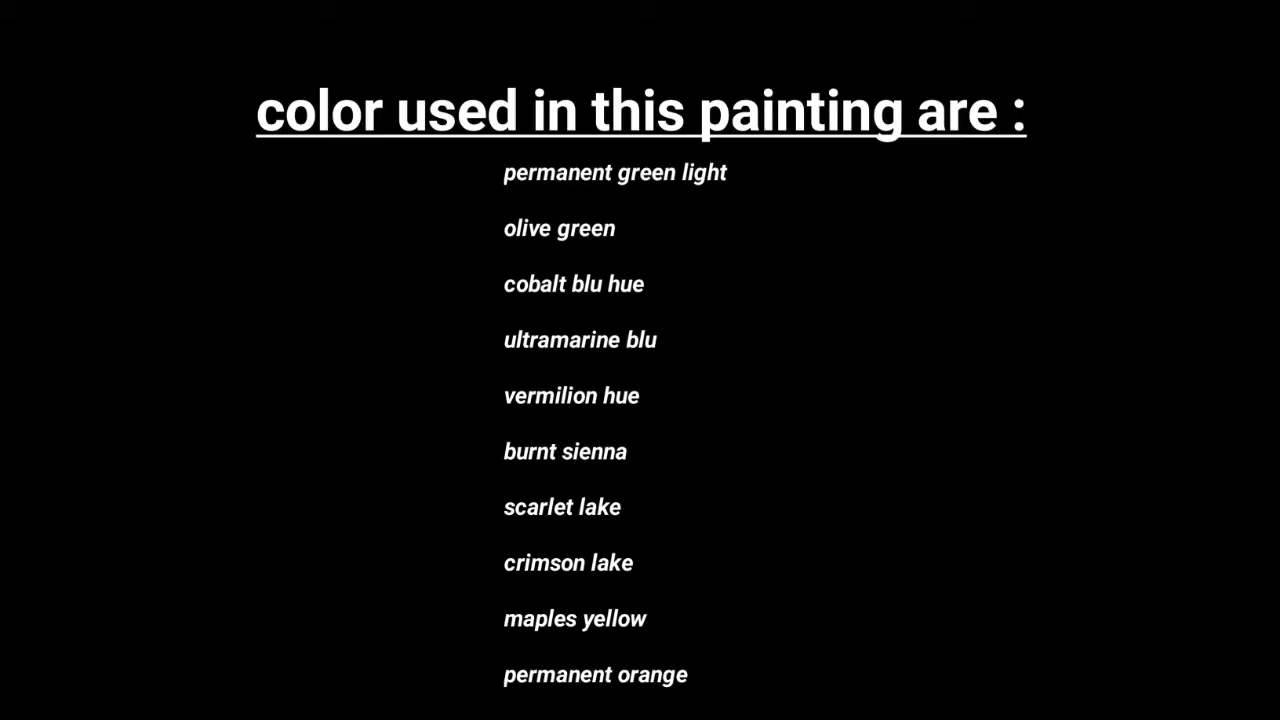 color used in this painting are :
permanent green light
olive green
cobalt blu hue
ultramarine blu
vermilion hue
burnt sienna
scarlet lake
crimson lake
maples yellow
permanent orange